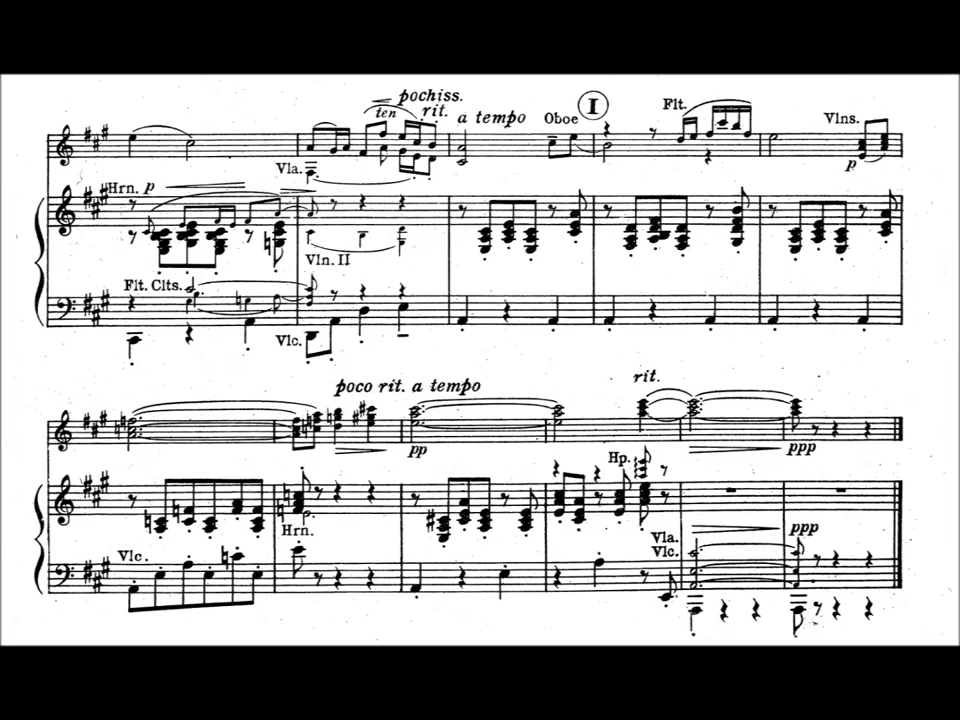 pochiss.
ten. rit. a tempo Oboe I Flt. Vlns.
Vla. p
Hrn. p
Vln. II
Flt. Clts.
Vlc.
poco rit. a tempo rit.
pp ppp
Hp.
Hrn.
Vlc. Vla.
Vlc. ppp